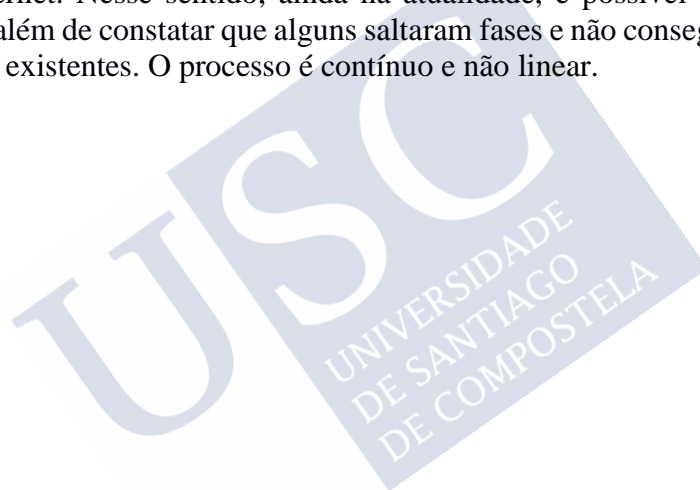 ernet. Nesse sentido, ainda na atualidade, é possível
além de constatar que alguns saltaram fases e não conseg
existentes. O processo é contínuo e não linear.
USC
UNIVERSIDADE
DE SANTIAGO
DE COMPOSTELA